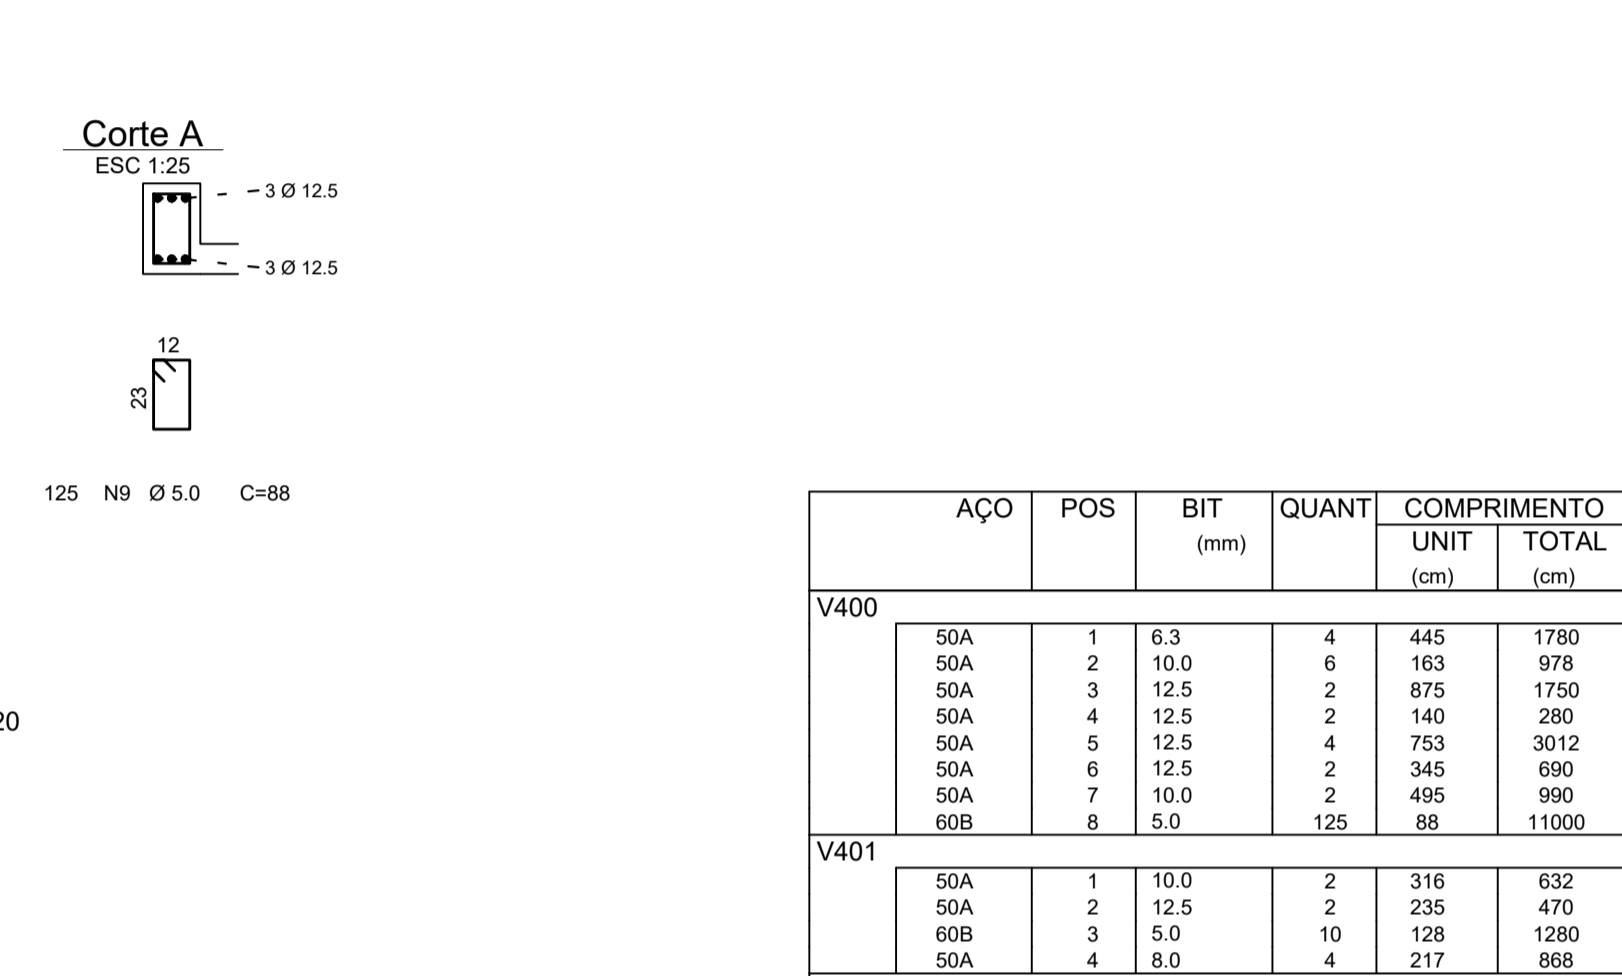 Corte A
ESC 1:25
3 Ø 12.5
3 Ø 12.5
12
23
125 N9 Ø 5.0 C=88
20
AÇO POS BIT QUANT COMPRIMENTO
(mm) UNIT TOTAL
(cm) (cm)
V400
50A 1 6.3 4 445 1780
50A 2 10.0 6 163 978
50A 3 12.5 2 875 1750
50A 4 12.5 2 140 280
50A 5 12.5 4 753 3012
50A 6 12.5 2 345 690
50A 7 10.0 2 495 990
60B 8 5.0 125 88 11000
V401
50A 1 10.0 2 316 632
50A 2 12.5 2 235 470
60B 3 5.0 10 128 1280
50A 4 8.0 4 217 868